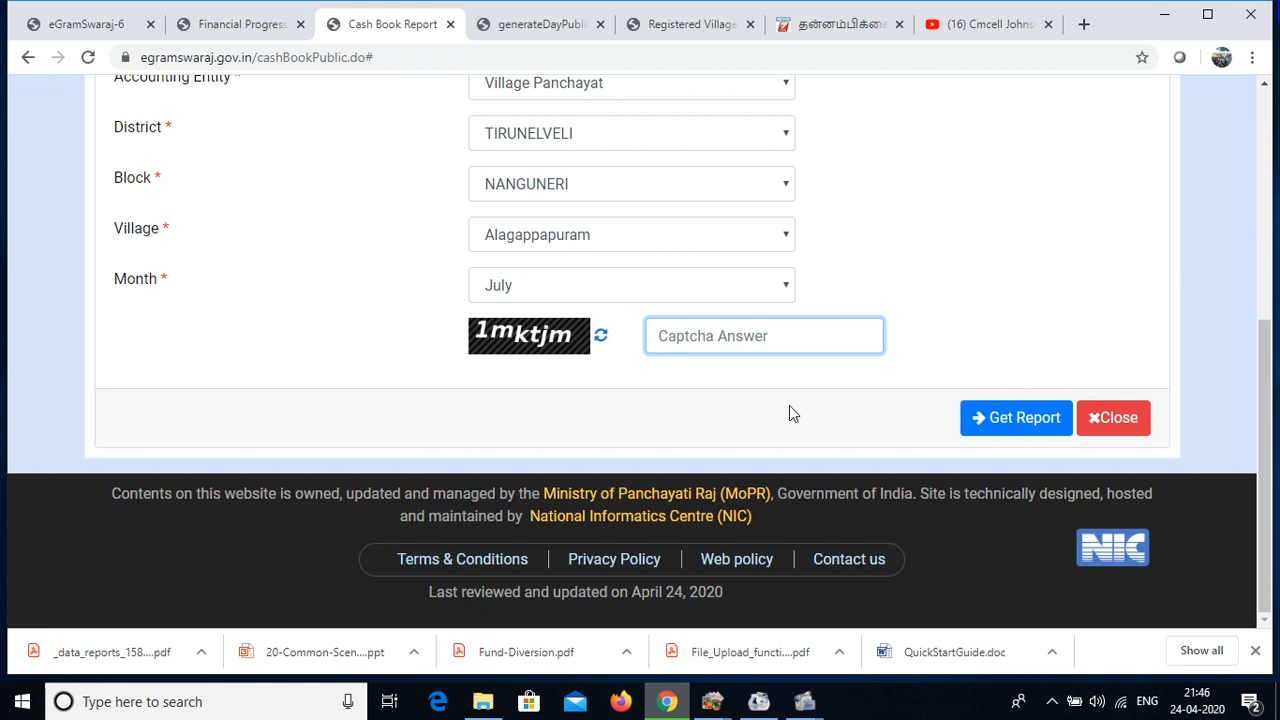 eGramSwaraj-6
Financial Progress
Cash Book Report
generateDayPubli
Registered Village
தன்னம்பிக்கை
(16) Cmcell Johns
egramswaraj.gov.in/cashBookPublic.do#
Accounting Entity *
Village Panchayat
District *
TIRUNELVELI
Block *
NANGUNERI
Village *
Alagappapuram
Month *
July
1mktjm
Captcha Answer
Get Report
Close
Contents on this website is owned, updated and managed by the Ministry of Panchayati Raj (MoPR), Government of India. Site is technically designed, hosted
and maintained by National Informatics Centre (NIC)
Terms & Conditions
Privacy Policy
Web policy
Contact us
NIC
Last reviewed and updated on April 24, 2020
_data_reports_158....pdf
20-Common-Scen....ppt
Fund-Diversion.pdf
File_Upload_functi....pdf
QuickStartGuide.doc
Show all
Type here to search
ENG
21:46
24-04-2020
2